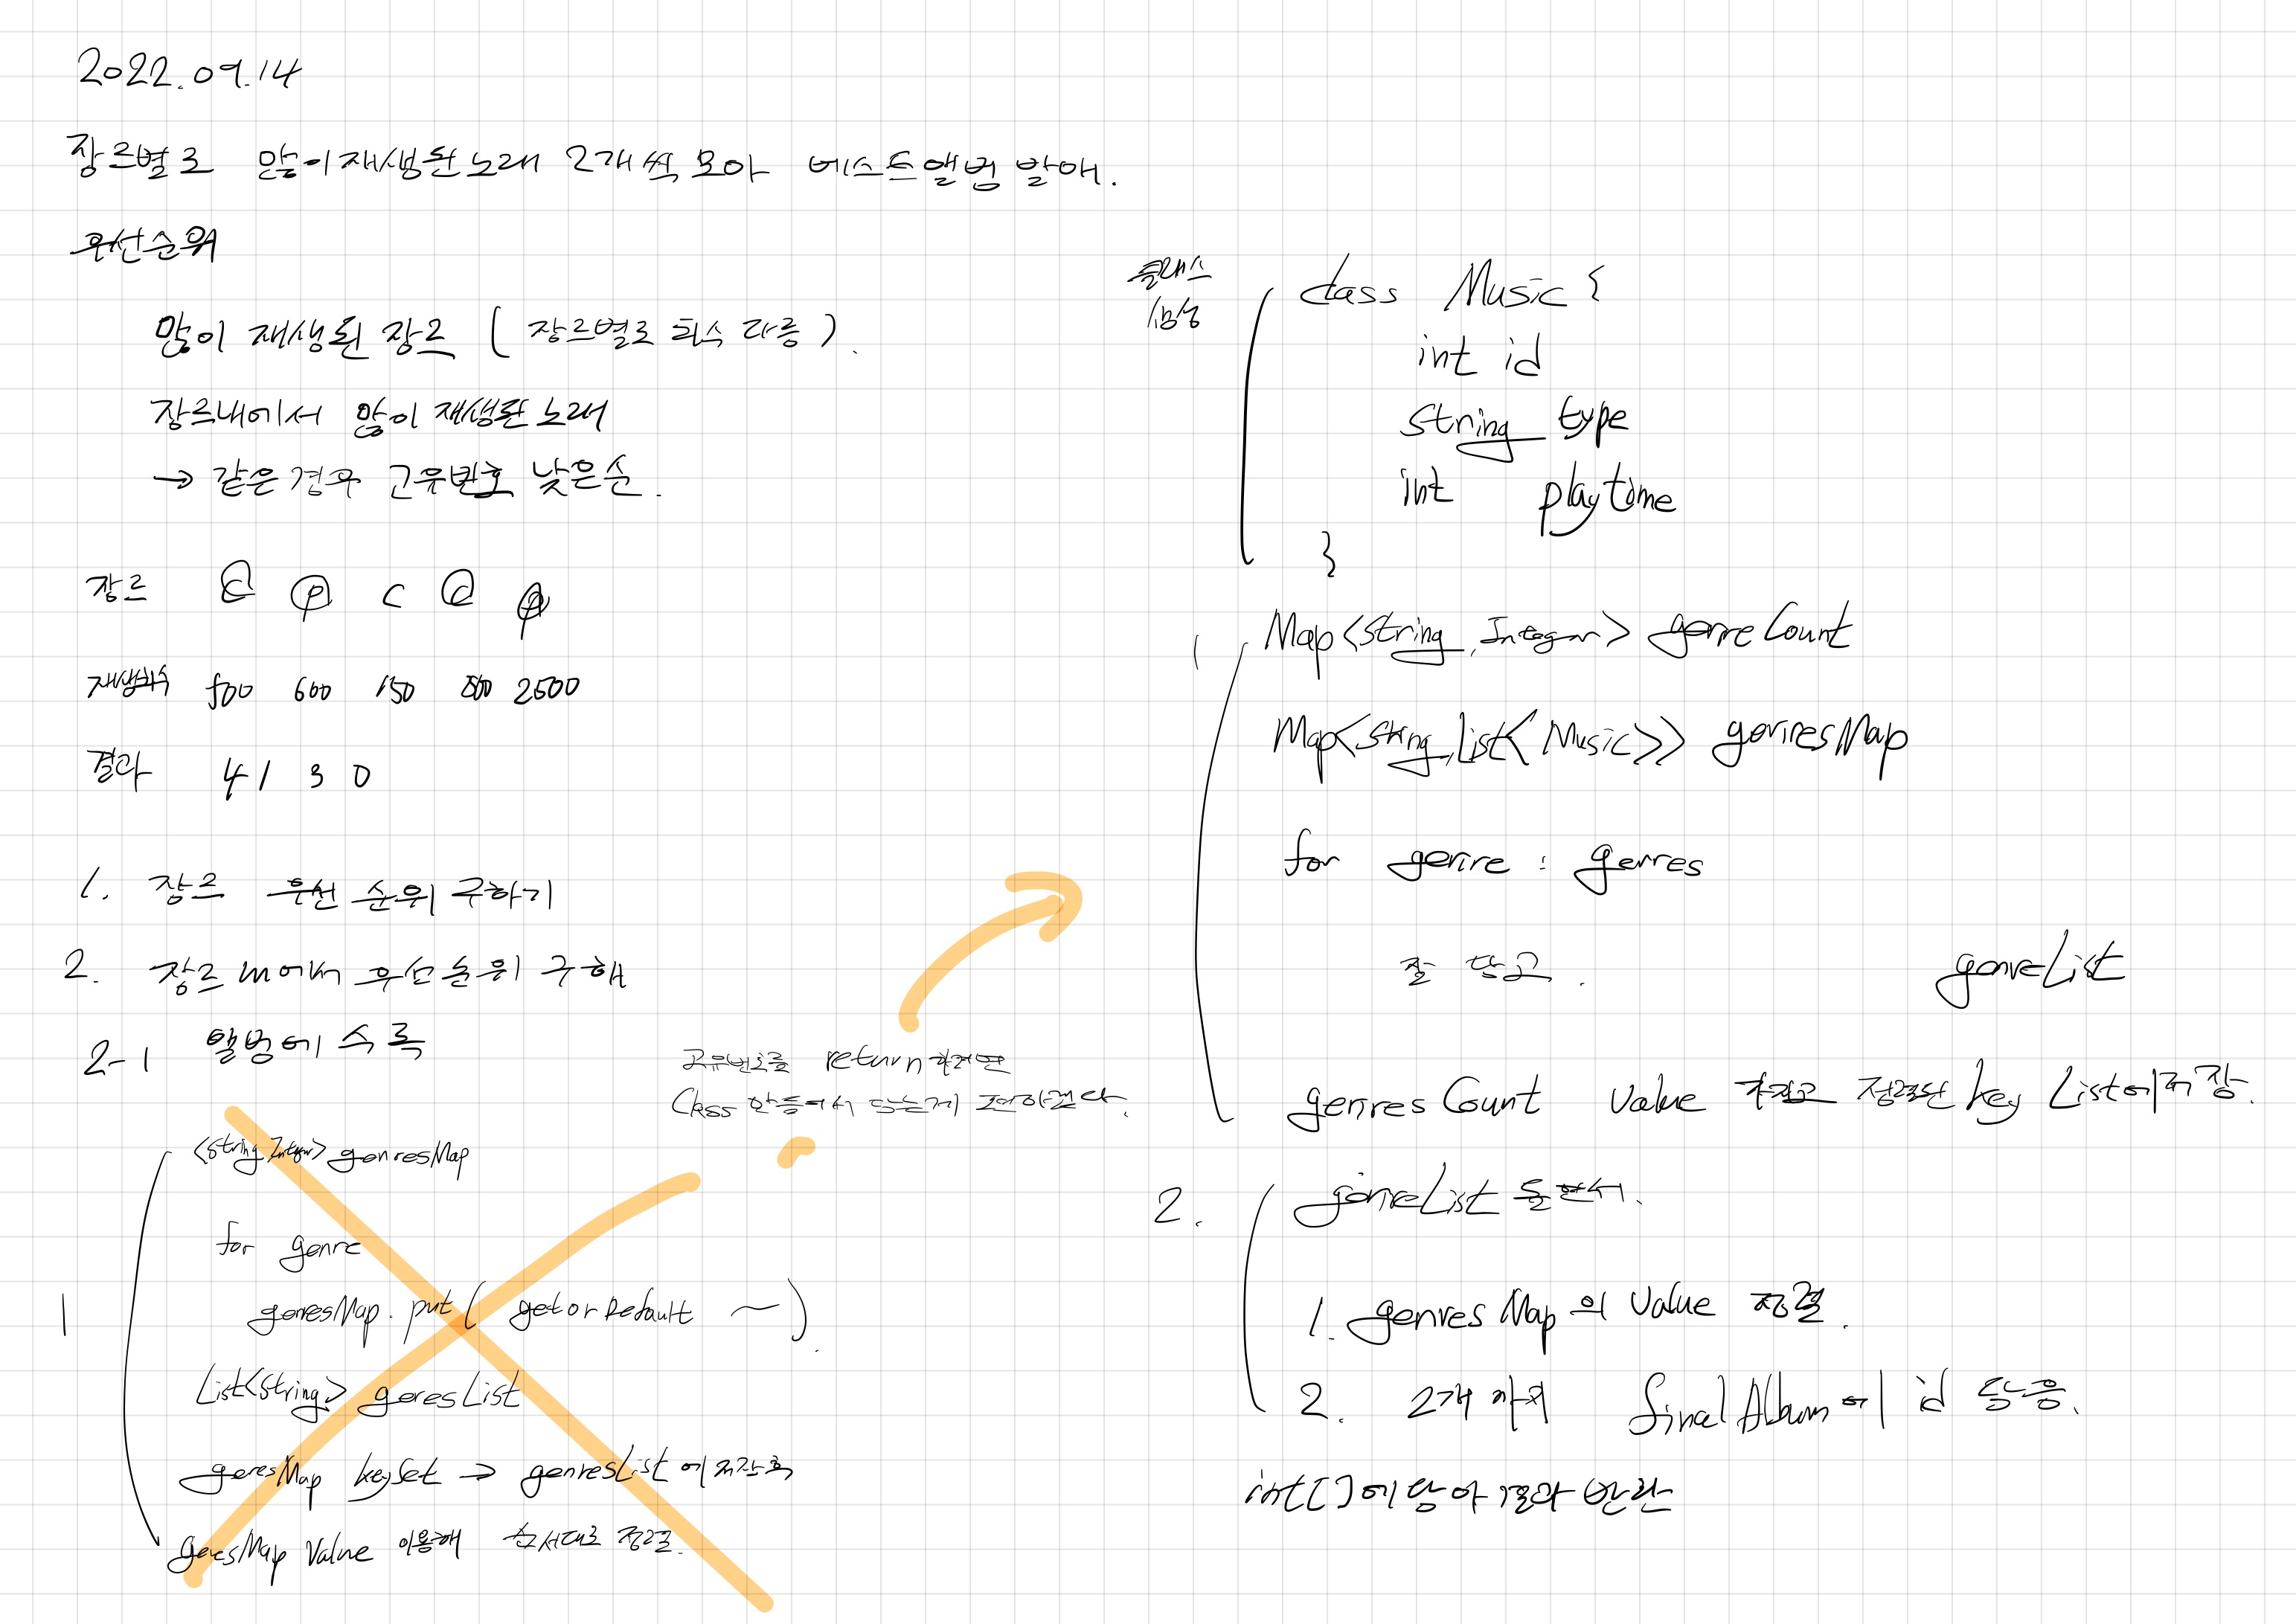 2022.09.14
장르별로 많이 재생된 노래 2개씩 모아 베스트앨범 발매.
우선순위
많이 재생된 장르 ( 장르별로 횟수 다름 ).
장르내에서 많이 재생된 노래
→ 같은 경우 고유번호 낮은순.
장르 C P C C P
재생횟수 500 600 150 800 2500
결과 4 1 3 0
1. 장르 우선 순위 구하기
2. 장르 내에서 우선순위 구해
2-1 앨범에 수록
1
<String Integer> genresMap
for genre
genresMap.put( getorDefault ~ ).
List<String> genresList
genresMap keySet → genresList에 저장 후
genresMap Value 이용해 순서대로 정렬.
고유번호를 return하려면
Class 만들어서 담는게 편하겠다.
클래스
생성
class Music {
int id
String type
int playtime
}
1
Map<String, Integer> genreCount
Map<String, List<Music>> genresMap
for genre : genres
잘 담고.
genreList
genresCount Value 가지고 정렬된 key List에 저장.
2.
genreList 돌면서.
1. genresMap의 Value 정렬.
2. 2개 까지 finalAlbum에 id 담음.
int[]에 담아 결과 반환